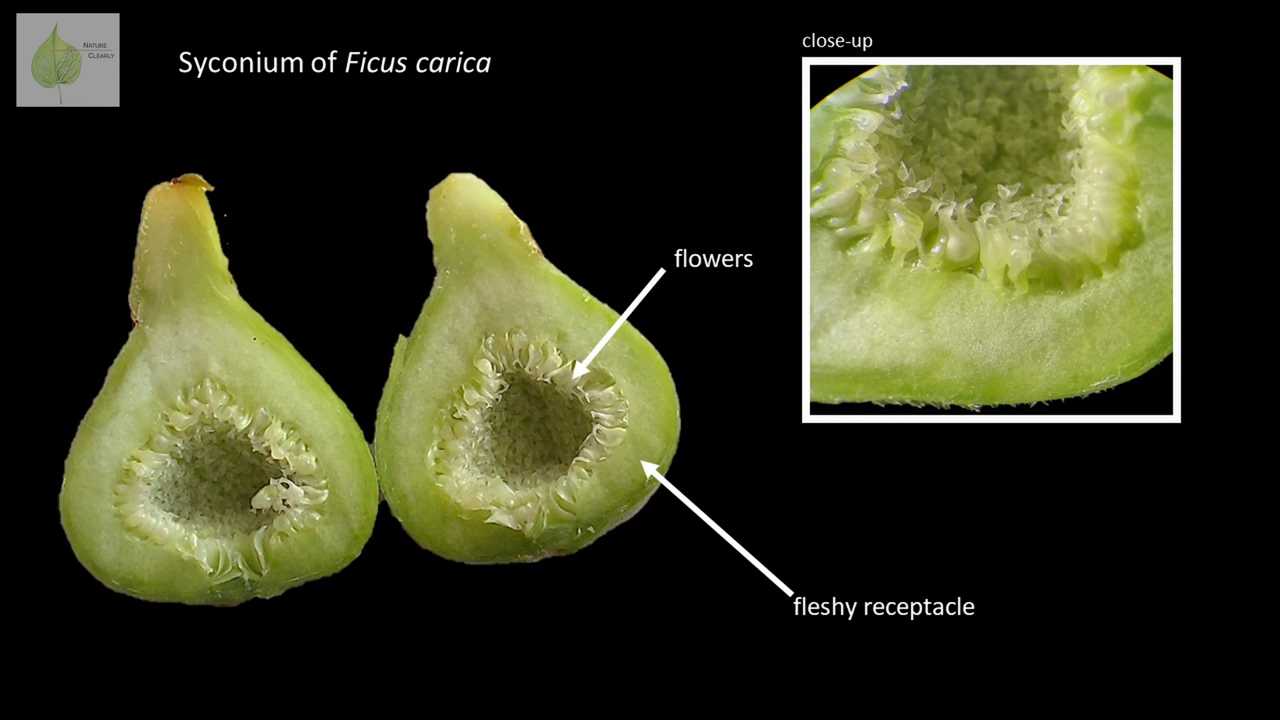 Nature
Clearly
Syconium of Ficus carica
close-up
flowers
fleshy receptacle